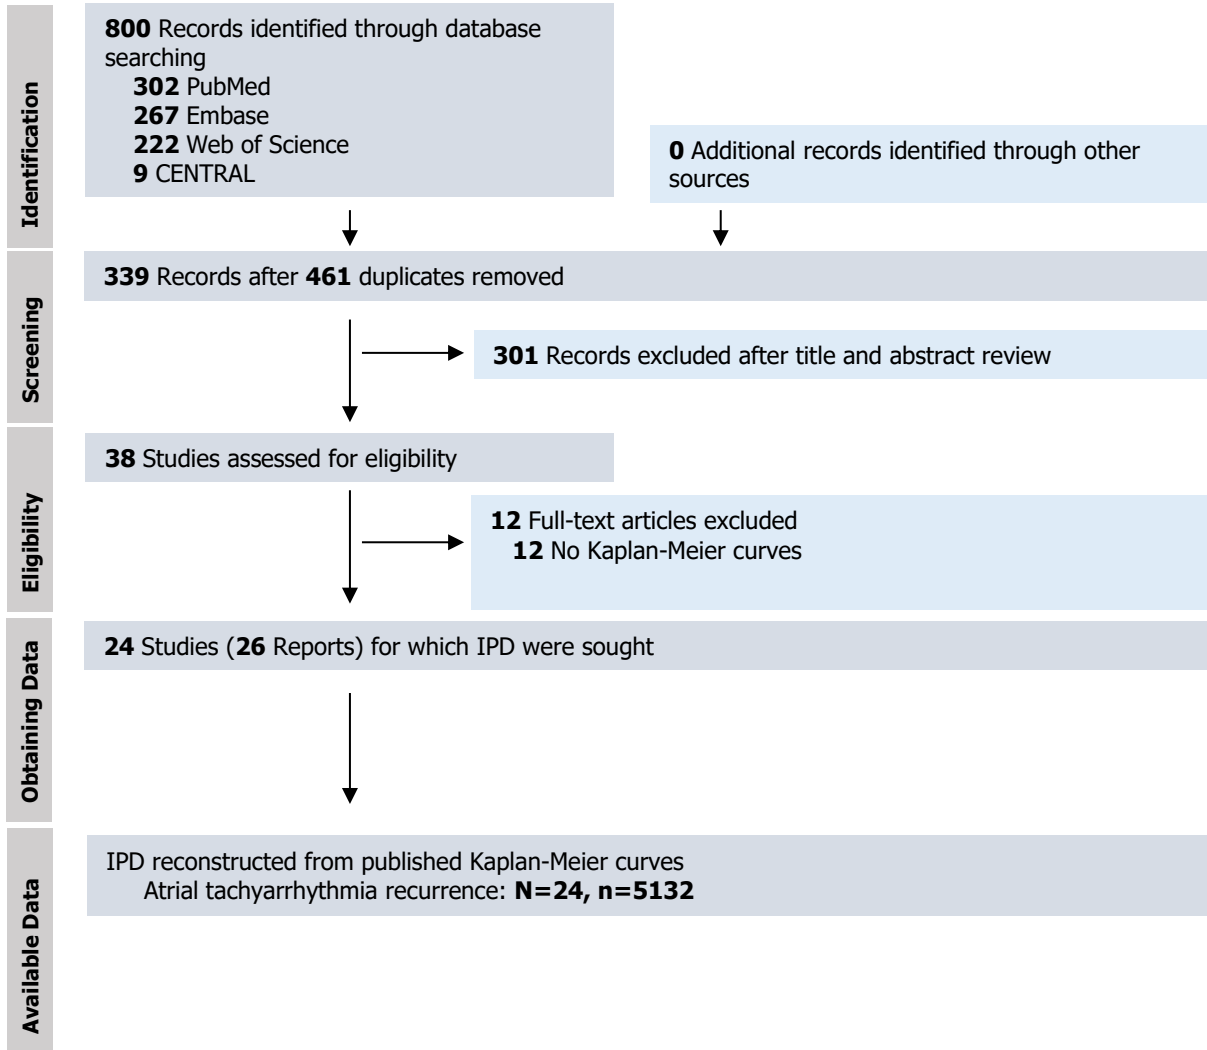 Identification
800 Records identified through database
searching
302 PubMed
267 Embase
222 Web of Science
9 CENTRAL
0 Additional records identified through other
sources
Screening
339 Records after 461 duplicates removed
301 Records excluded after title and abstract review
Eligibility
38 Studies assessed for eligibility
12 Full-text articles excluded
12 No Kaplan-Meier curves
Obtaining Data
24 Studies (26 Reports) for which IPD were sought
Available Data
IPD reconstructed from published Kaplan-Meier curves
Atrial tachyarrhythmia recurrence: N=24, n=5132